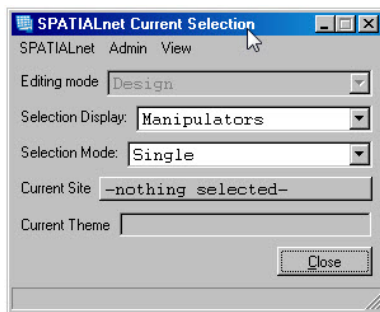 SPATIALnet Current Selection
SPATIALnet Admin View
Editing mode Design
Selection Display: Manipulators
Selection Mode: Single
Current Site -nothing selected-
Current Theme
Close